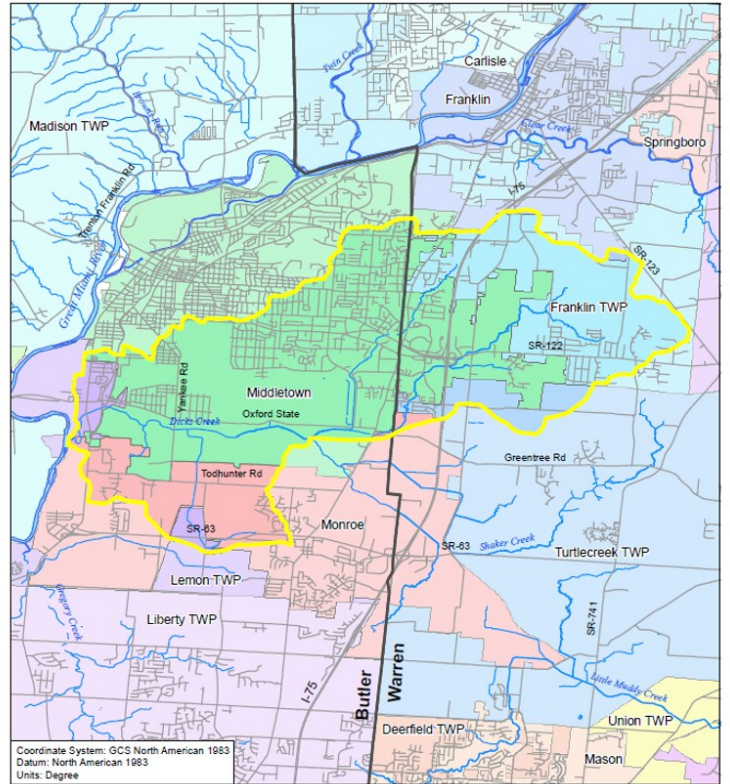 Carlisle
Twin Creek
Franklin
Madison TWP
Clear Creek
Springboro
I-75
Trenton Franklin Rd
Great Miami River
SR-123
Franklin TWP
SR-122
Yankee Rd
Middletown
Oxford State
Dicks Creek
Todhunter Rd
Greentree Rd
SR-63
Monroe
SR-63
Shaker Creek
Turtlecreek TWP
Lemon TWP
Gregory Creek
Liberty TWP
SR-741
Butler
Warren
I-75
Little Muddy Creek
Union TWP
Deerfield TWP
Mason
Coordinate System: GCS North American 1983
Datum: North American 1983
Units: Degree